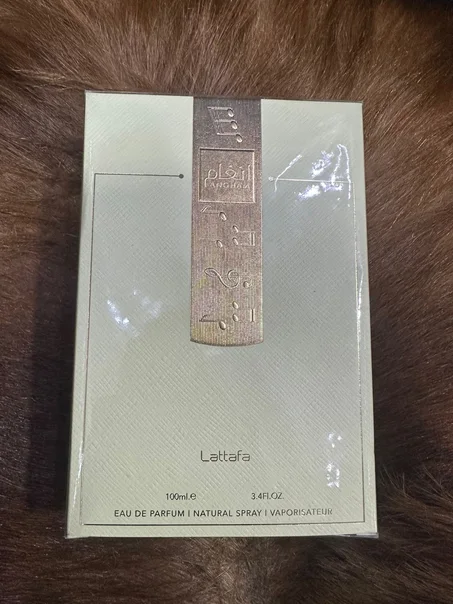 أنغام
ANGHAM
Lattafa
100ml.e 3.4FL.OZ.
EAU DE PARFUM I NATURAL SPRAY I VAPORISATEUR